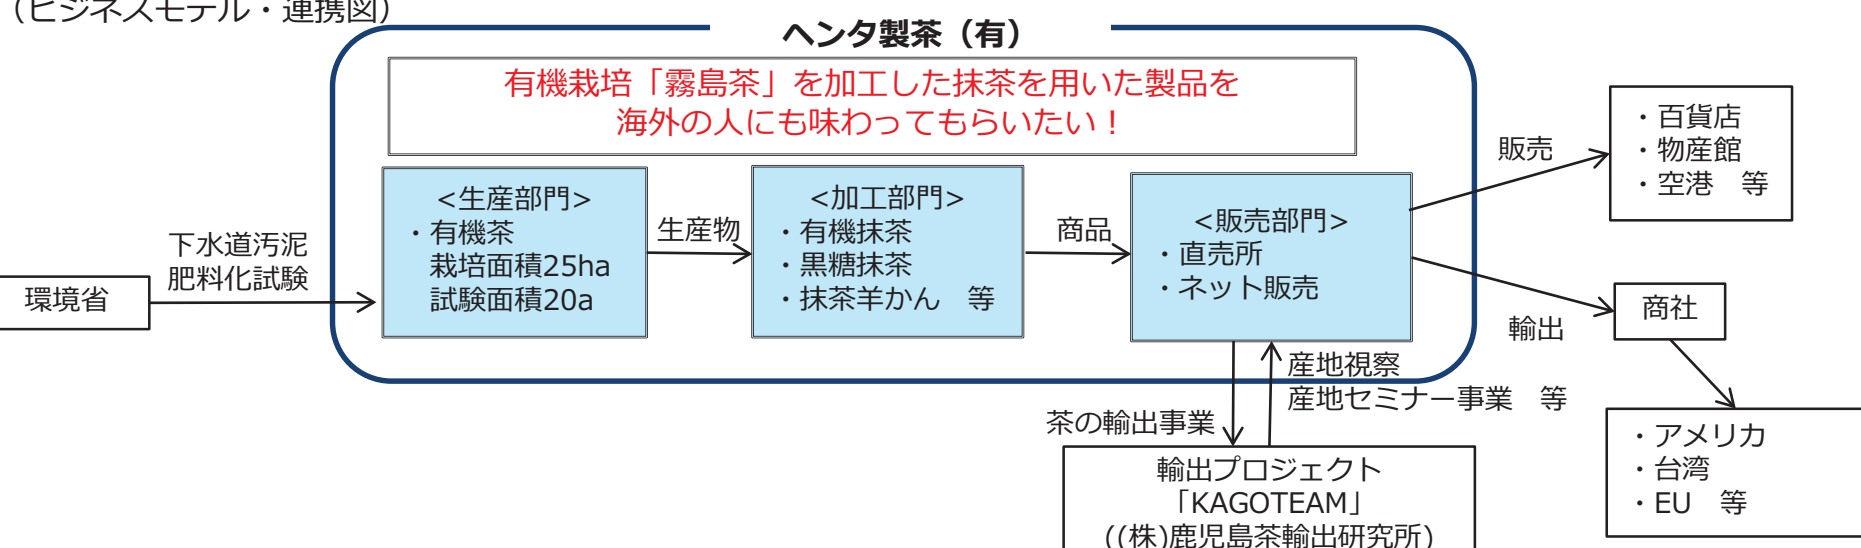 (ビジネスモデル・連携図)
ヘンタ製茶（有）
有機栽培「霧島茶」を加工した抹茶を用いた製品を
海外の人にも味わってもらいたい！
環境省
下水道汚泥
肥料化試験
<生産部門>
・有機茶
栽培面積25ha
試験面積20a
生産物
<加工部門>
・有機抹茶
・黒糖抹茶
・抹茶羊かん　等
商品
<販売部門>
・直売所
・ネット販売
販売
・百貨店
・物産館
・空港　等
輸出
商社
・アメリカ
・台湾
・EU　等
産地視察
産地セミナー事業　等
茶の輸出事業
輸出プロジェクト
「KAGOTEAM」
((株)鹿児島茶輸出研究所)